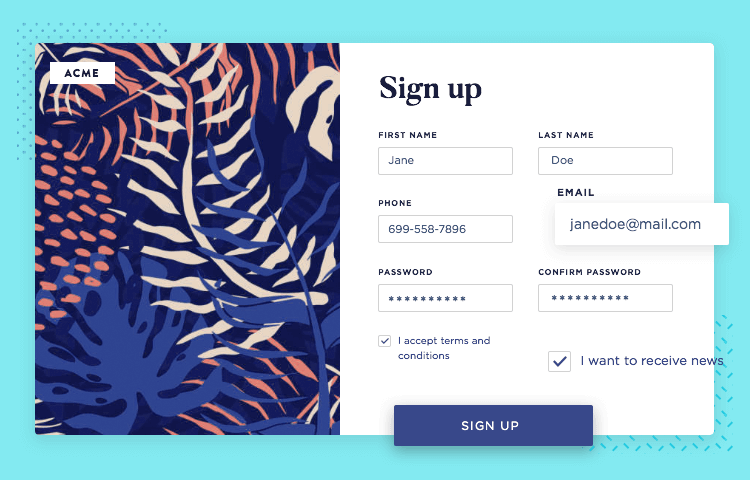 ACME
Sign up
FIRST NAME
LAST NAME
Jane
Doe
EMAIL
PHONE
janedoe@mail.com
699-558-7896
PASSWORD
CONFIRM PASSWORD
**********
**********
I accept terms and
conditions
I want to receive news
SIGN UP